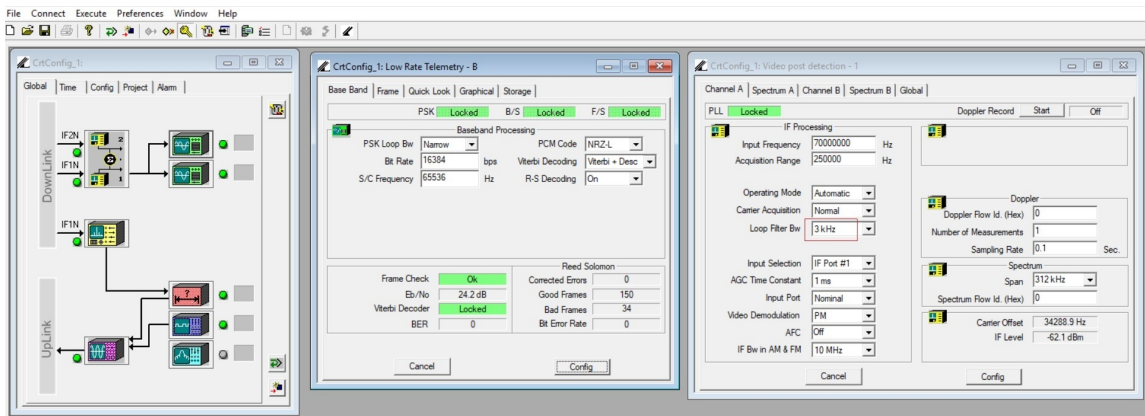 File Connect Execute Preferences Window Help
CrtConfig_1:
Global Time Config Project Alarm
DownLink
IF2N
2
IF1N
1
IF1N
?
UpLink
CrtConfig_1: Low Rate Telemetry - B
Base Band Frame Quick Look Graphical Storage
PSK Locked B/S Locked F/S Locked
Baseband Processing
PSK Loop Bw Narrow PCM Code NRZ-L
Bit Rate 16384 bps Viterbi Decoding Viterbi + Desc
S/C Frequency 65536 Hz R-S Decoding On
Reed Solomon
Frame Check Ok Corrected Errors 0
Eb/No 24.2 dB Good Frames 150
Viterbi Decoder Locked Bad Frames 34
BER 0 Bit Error Rate 0
Cancel Config
CrtConfig_1: Video post detection - 1
Channel A Spectrum A Channel B Spectrum B Global
PLL Locked Doppler Record Start Off
IF Processing
Input Frequency 70000000 Hz
Acquisition Range 250000 Hz
Operating Mode Automatic
Carrier Acquisition Normal
Loop Filter Bw 3 kHz
Input Selection IF Port #1
AGC Time Constant 1 ms
Input Port Nominal
Video Demodulation PM
AFC Off
IF Bw in AM & FM 10 MHz
Doppler
Doppler Flow Id. (Hex) 0
Number of Measurements 1
Sampling Rate 0.1 Sec.
Spectrum
Span 312 kHz
Spectrum Flow Id. (Hex) 0
Carrier Offset 34288.9 Hz
IF Level -62.1 dBm
Cancel Config